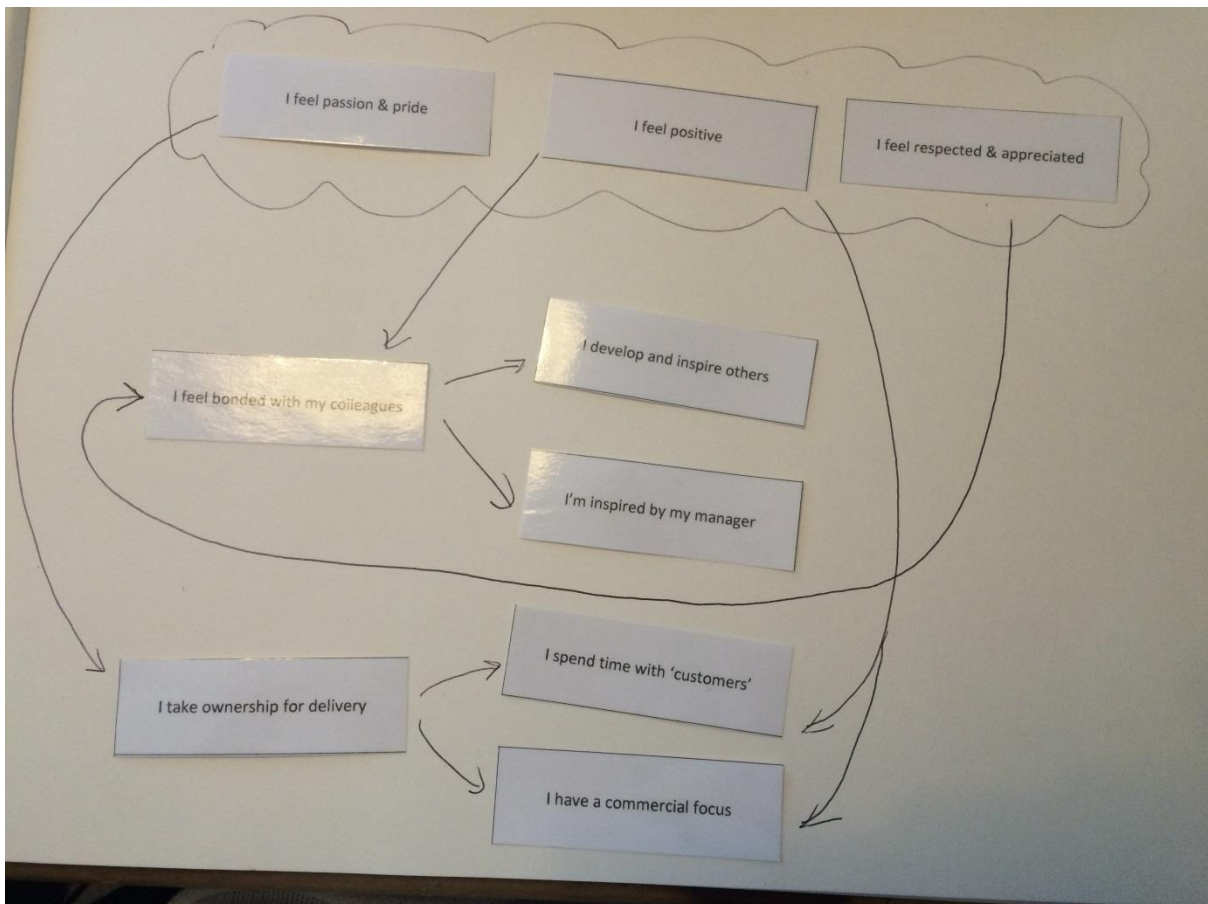 I feel passion & pride
I feel positive
I feel respected & appreciated
I develop and inspire others
I feel bonded with my colleagues
I'm inspired by my manager
I spend time with ‘customers’
I take ownership for delivery
I have a commercial focus